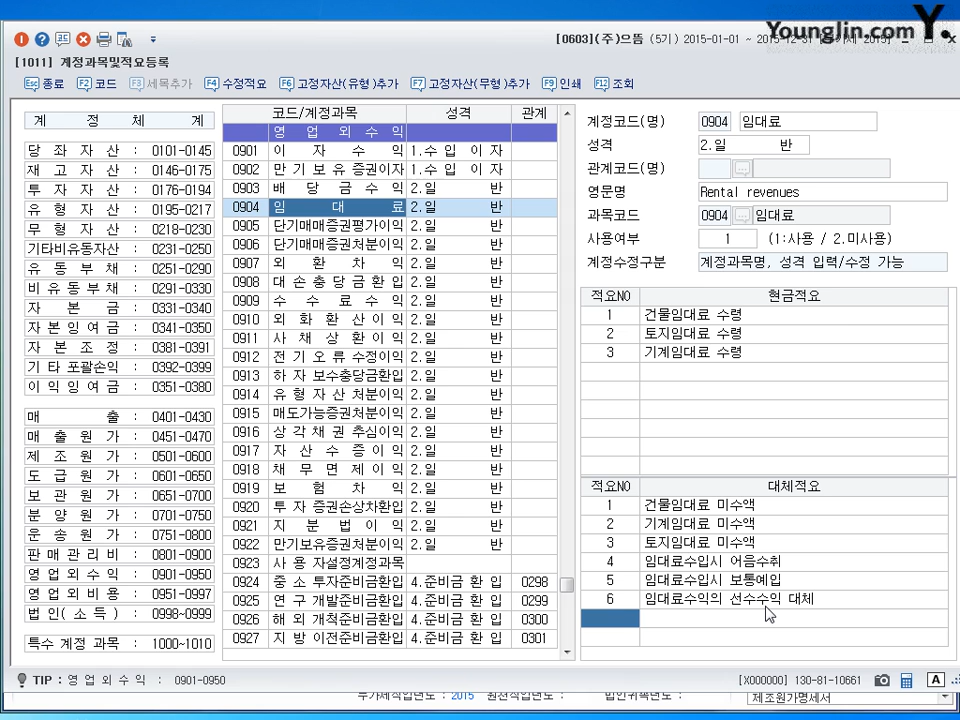 Younglin.com Y.
[0603](주)으뜸 (5기) 2015-01-01 ~ 2015-12-31
[1011] 계정과목및적요등록
Esc 종료 F2 코드 F3 세목추가 F4 수정적요 F6 고정자산(유형)추가 F7 고정자산(무형)추가 F9 인쇄 F12 조회
계 정 체 계
당 좌 자 산 : 0101-0145
재 고 자 산 : 0146-0175
투 자 자 산 : 0176-0194
유 형 자 산 : 0195-0217
무 형 자 산 : 0218-0230
기타비유동자산 : 0231-0250
유 동 부 채 : 0251-0290
비 유 동 부 채 : 0291-0330
자 본 금 : 0331-0340
자 본 잉 여 금 : 0341-0350
자 본 조 정 : 0381-0391
기 타 포괄손익 : 0392-0399
이 익 잉 여 금 : 0351-0380
매 출 : 0401-0430
매 출 원 가 : 0451-0470
제 조 원 가 : 0501-0600
도 급 원 가 : 0601-0650
보 관 원 가 : 0651-0700
분 양 원 가 : 0701-0750
운 송 원 가 : 0751-0800
판 매 관 리 비 : 0801-0900
영 업 외 수 익 : 0901-0950
영 업 외 비 용 : 0951-0997
법 인 ( 소 득 ) : 0998-0999
특수 계정 과목 : 1000~1010
코드/계정과목 성격 관계
영 업 외 수 익
0901 이 자 수 익 1.수 입 이 자
0902 만 기 보 유 증권이자 1.수 입 이 자
0903 배 당 금 수 익 2.일 반
0904 임 대 료 2.일 반
0905 단기매매증권평가이익 2.일 반
0906 단기매매증권처분이익 2.일 반
0907 외 환 차 익 2.일 반
0908 대 손 충 당 금 환 입 2.일 반
0909 수 수 료 수 익 2.일 반
0910 외 화 환 산 이 익 2.일 반
0911 사 채 상 환 이 익 2.일 반
0912 전 기 오 류 수정이익 2.일 반
0913 하 자 보수충당금환입 2.일 반
0914 유 형 자 산 처분이익 2.일 반
0915 매도가능증권처분이익 2.일 반
0916 상 각 채 권 추심이익 2.일 반
0917 자 산 수 증 이 익 2.일 반
0918 채 무 면 제 이 익 2.일 반
0919 보 험 차 익 2.일 반
0920 투 자 증권손상차환입 2.일 반
0921 지 분 법 이 익 2.일 반
0922 만기보유증권처분이익 2.일 반
0923 사 용 자설정계정과목
0924 중 소 투자준비금환입 4.준비금 환 입 0298
0925 연 구 개발준비금환입 4.준비금 환 입 0299
0926 해 외 개척준비금환입 4.준비금 환 입 0300
0927 지 방 이전준비금환입 4.준비금 환 입 0301
계정코드(명) 0904 임대료
성격 2.일 반
관계코드(명)
영문명 Rental revenues
과목코드 0904 임대료
사용여부 1 (1:사용 / 2.미사용)
계정수정구분 계정과목명, 성격 입력/수정 가능
적요NO 현금적요
1 건물임대료 수령
2 토지임대료 수령
3 기계임대료 수령
적요NO 대체적요
1 건물임대료 미수액
2 기계임대료 미수액
3 토지임대료 미수액
4 임대료수입시 어음수취
5 임대료수입시 보통예입
6 임대료수익의 선수수익 대체
TIP : 영 업 외 수 익 : 0901-0950
[X000000] 130-81-10661
A
부가세작업년도 : 2015 원천작업년도 : 법인귀속년도 : 제조원가명세서